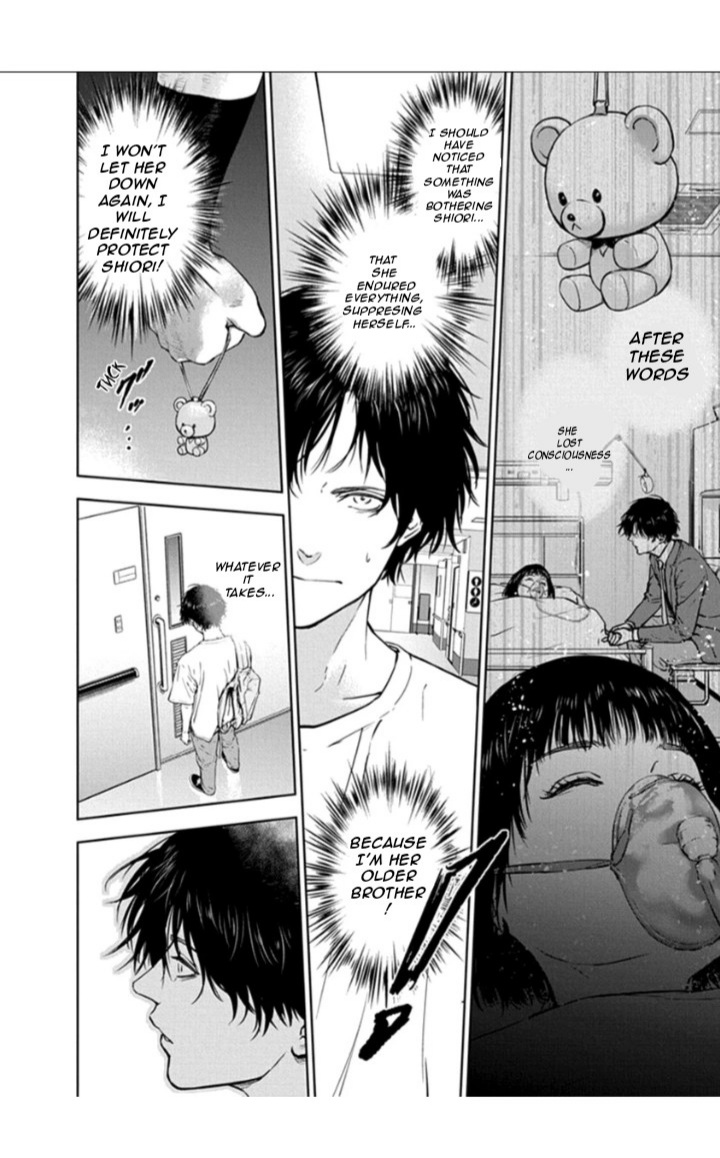 AFTER
THESE
WORDS
SHE
LOST
CONSCIOUSNESS
...
I SHOULD
HAVE
NOTICED
THAT
SOMETHING
WAS
BOTHERING
SHIORI...
THAT
SHE
ENDURED
EVERYTHING,
SUPPRESING
HERSELF...
BECAUSE
I'M HER
OLDER
BROTHER
!
I WON'T
LET HER
DOWN
AGAIN, I
WILL
DEFINITELY
PROTECT
SHIORI!
TUCK
WHATEVER
IT
TAKES...